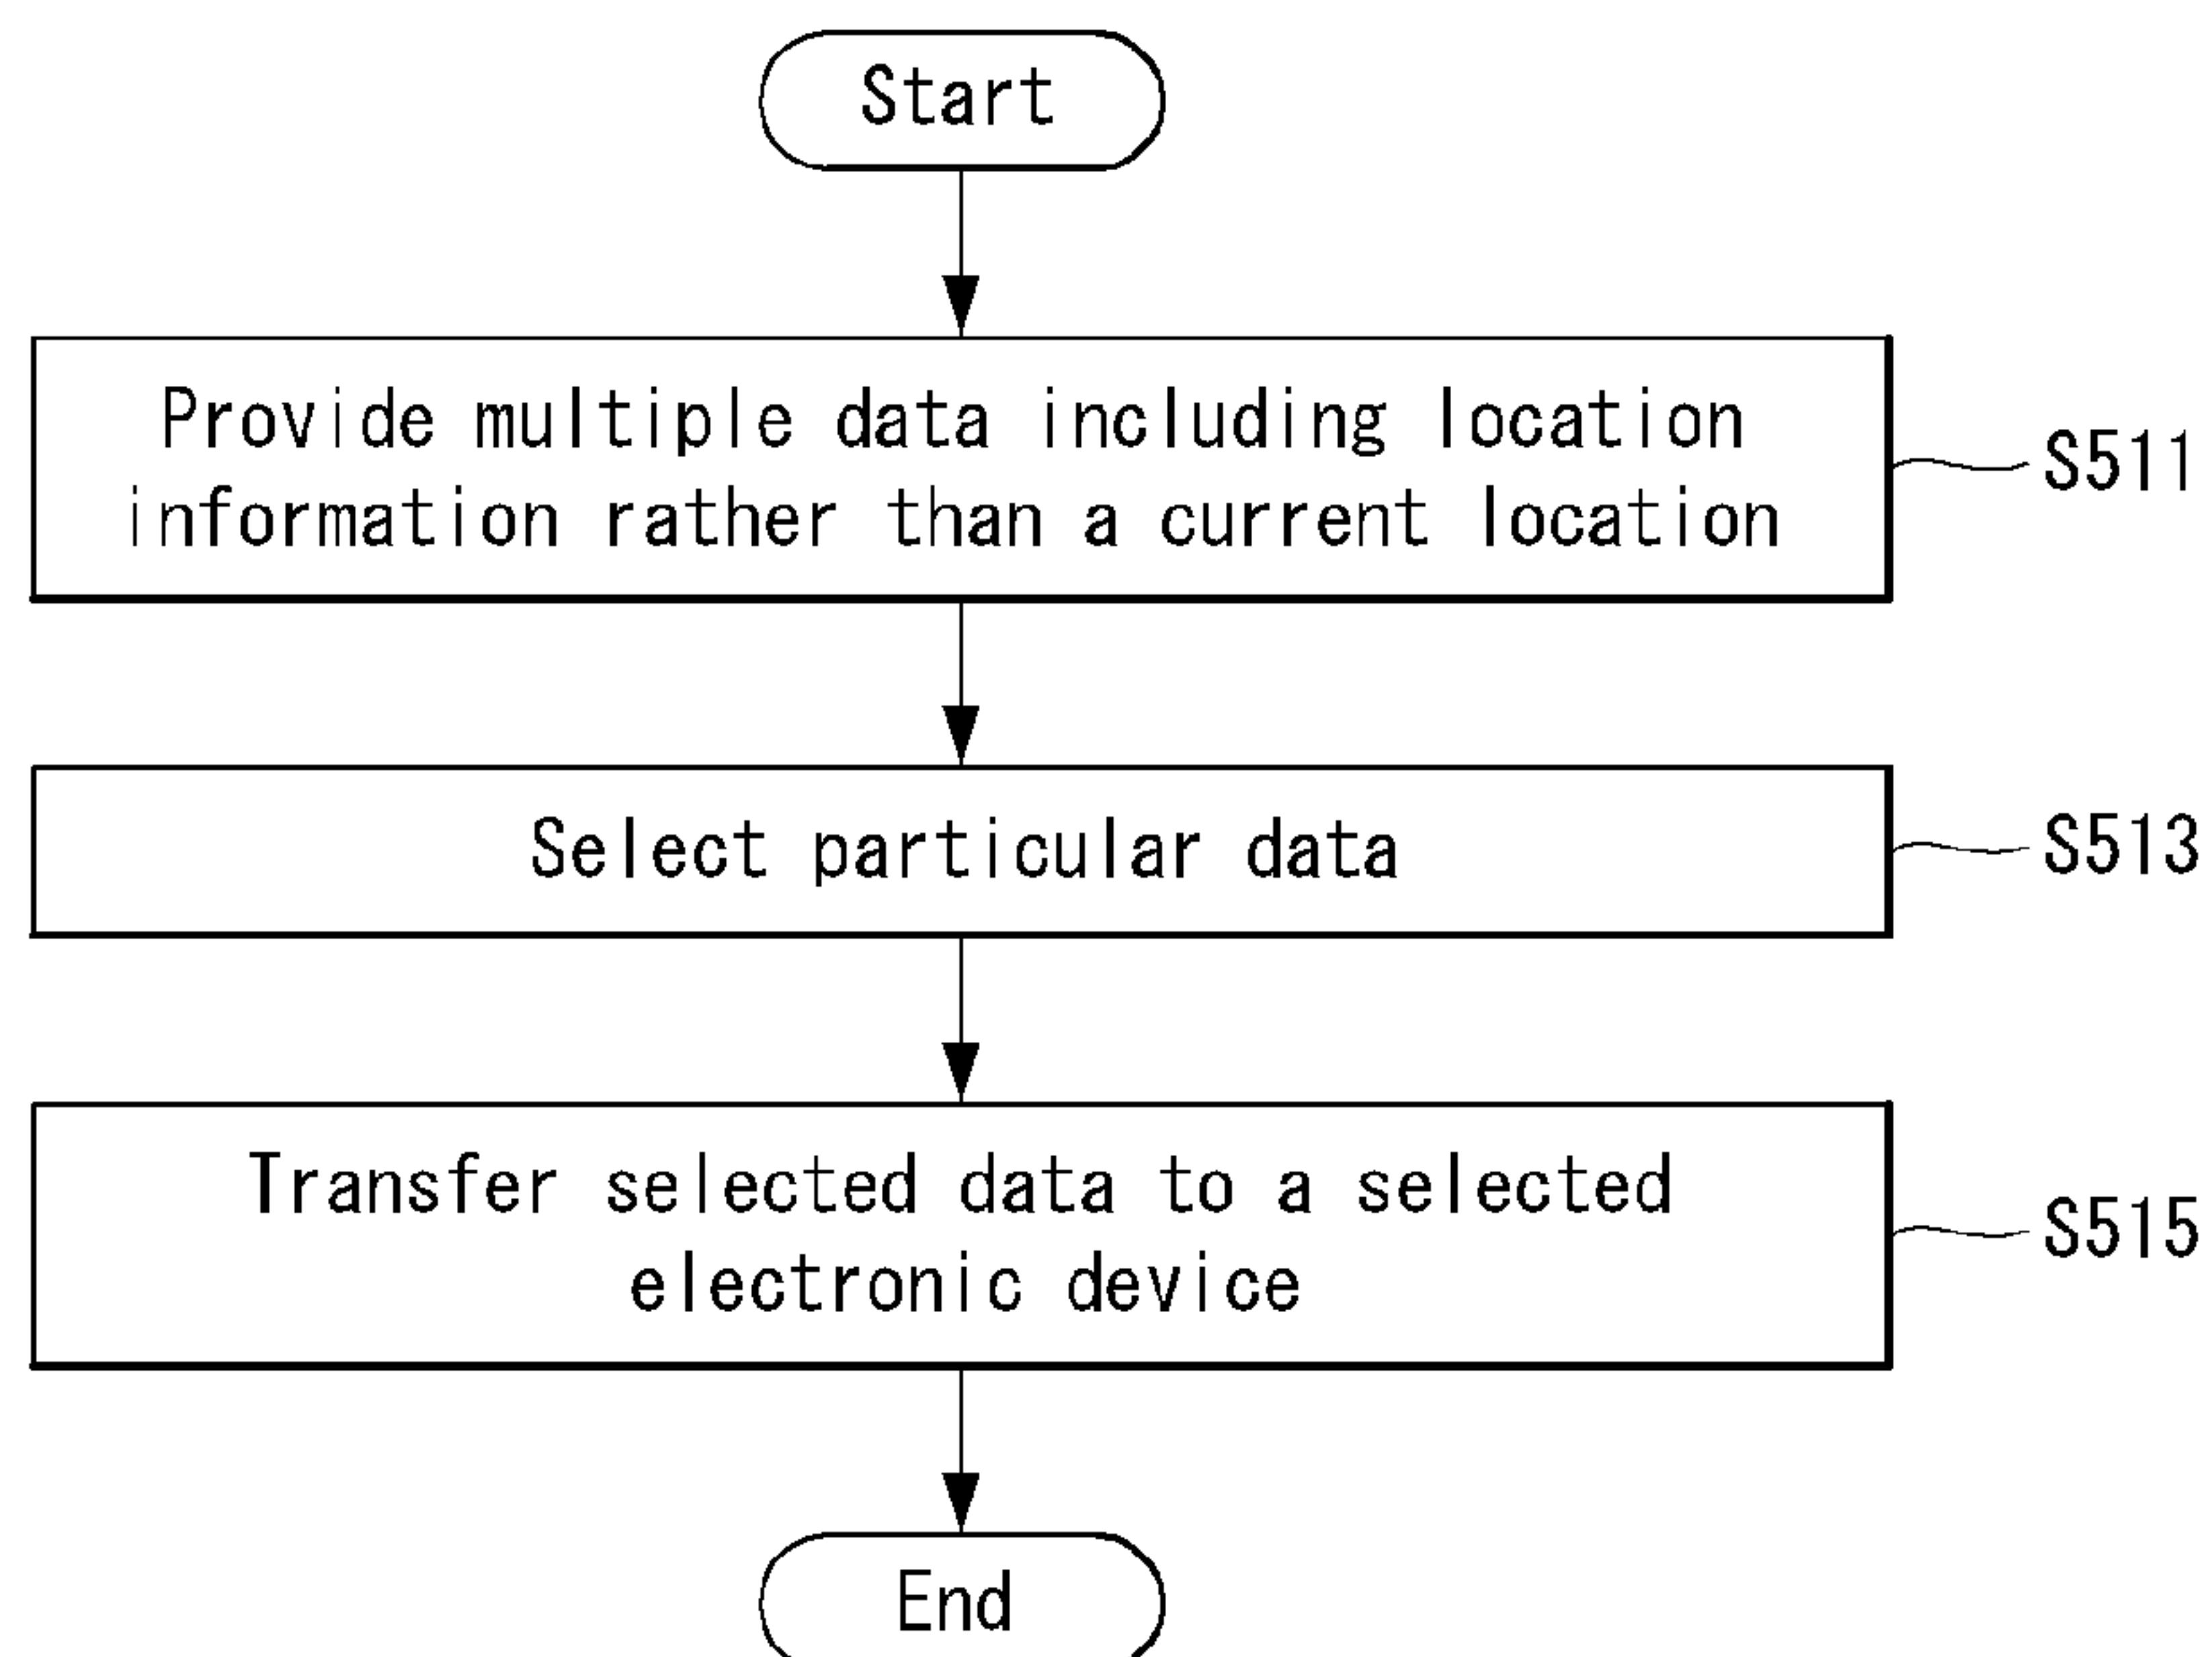 Start
Provide multiple data including location
information rather than a current location
S511
Select particular data
S513
Transfer selected data to a selected
electronic device
S515
End